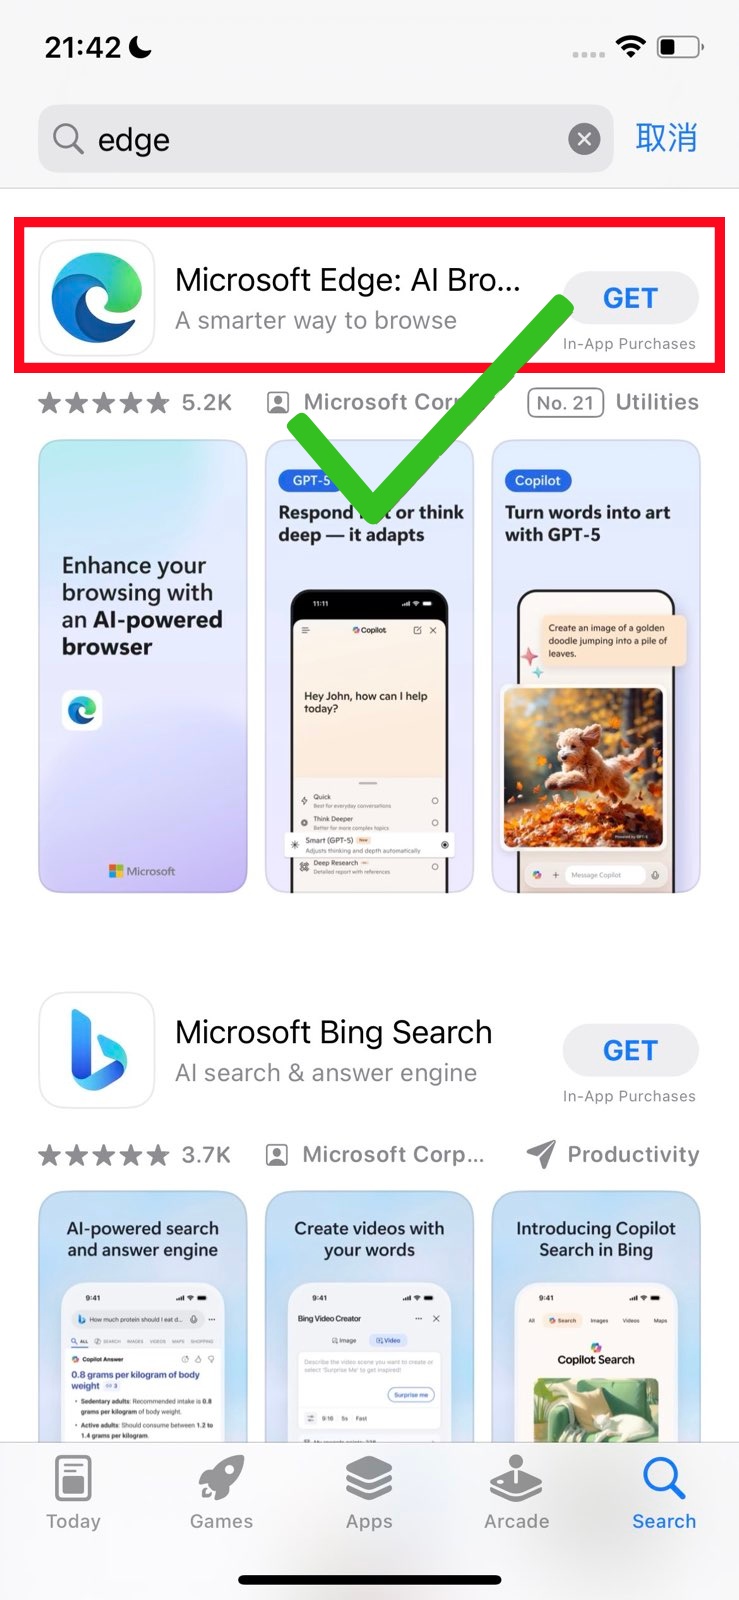 21:42
edge
取消
Microsoft Edge: AI Bro...
A smarter way to browse
GET
In-App Purchases
5.2K
Microsoft Cor
No. 21
Utilities
Enhance your
browsing with
an AI-powered
browser
Microsoft
GPT-5
Respond or think
deep — it adapts
11:11
Copilot
Hey John, how can I help
today?
Quick
Best for everyday conversations
Think Deeper
Better for more complex topics
Smart (GPT-5) New
Adjusts thinking and depth automatically
Deep Research
Detailed report with references
Copilot
Turn words into art
with GPT-5
Create an image of a golden
doodle jumping into a pile of
leaves.
Powered by GPT-5
Message Copilot
Microsoft Bing Search
AI search & answer engine
GET
In-App Purchases
3.7K
Microsoft Corp...
Productivity
AI-powered search
and answer engine
9:41
How much protein should I eat d...
ALL SEARCH IMAGES VIDEOS MAPS SHOPPING
Copilot Answer
0.8 grams per kilogram of body
weight
Sedentary adults: Recommended intake is 0.8
grams per kilogram of body weight.
Active adults: Should consume between 1.2 to
1.4 grams per kilogram.
Create videos with
your words
9:41
Bing Video Creator
Image
Video
Describe the video scene you want to create or
select 'Surprise Me' to get inspired!
Surprise me
9:16 5s Fast
Introducing Copilot
Search in Bing
9:41
All Search Images Videos Maps
Copilot Search
Today
Games
Apps
Arcade
Search